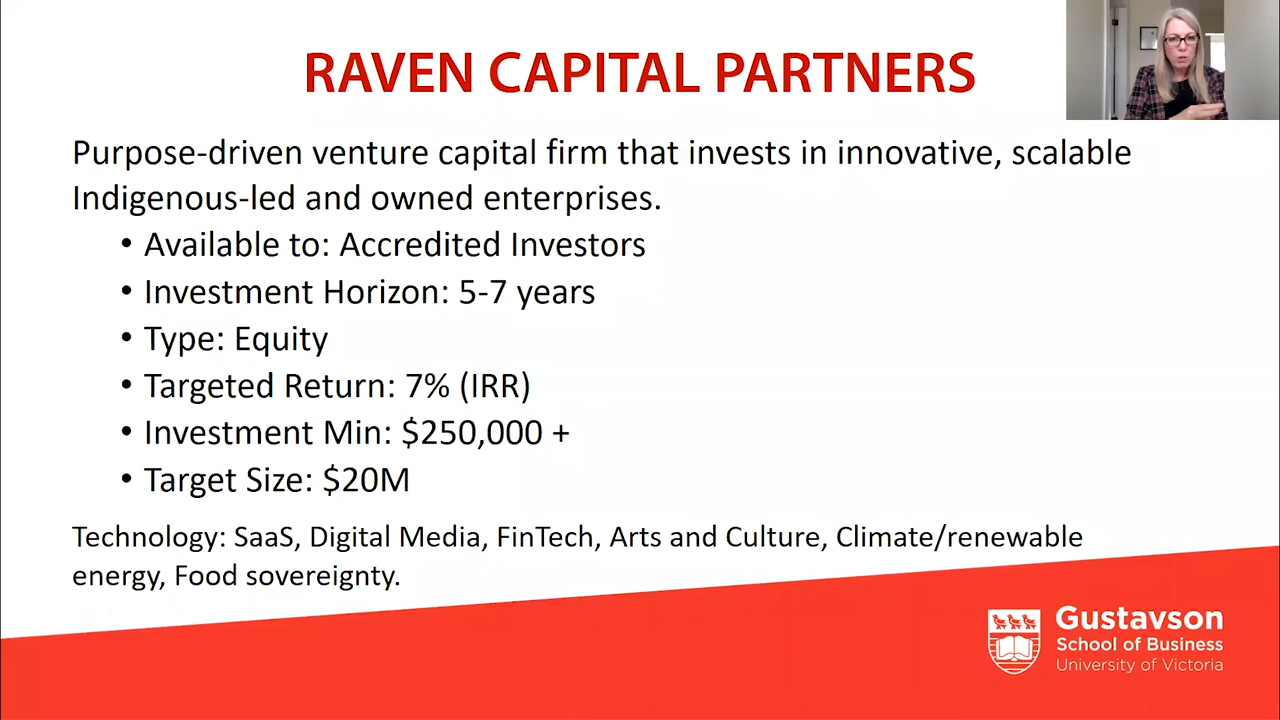 RAVEN CAPITAL PARTNERS
Purpose-driven venture capital firm that invests in innovative, scalable
Indigenous-led and owned enterprises.
• Available to: Accredited Investors
• Investment Horizon: 5-7 years
• Type: Equity
• Targeted Return: 7% (IRR)
• Investment Min: $250,000 +
• Target Size: $20M
Technology: SaaS, Digital Media, FinTech, Arts and Culture, Climate/renewable
energy, Food sovereignty.
Gustavson
School of Business
University of Victoria